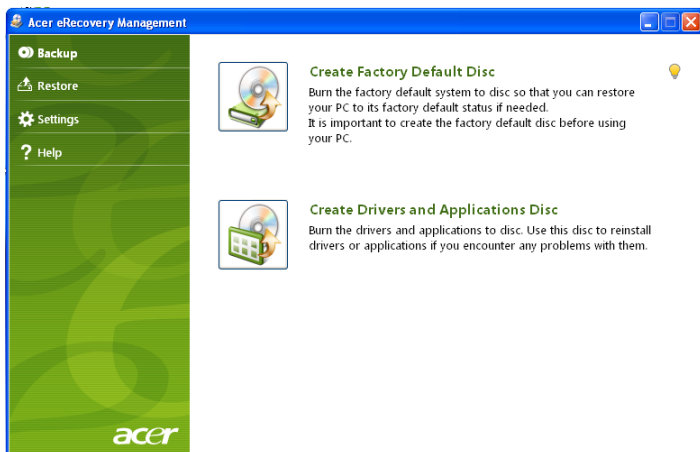 Acer eRecovery Management
Backup
Restore
Settings
? Help
Create Factory Default Disc
Burn the factory default system to disc so that you can restore
your PC to its factory default status if needed.
It is important to create the factory default disc before using
your PC.
Create Drivers and Applications Disc
Burn the drivers and applications to disc. Use this disc to reinstall
drivers or applications if you encounter any problems with them.
acer